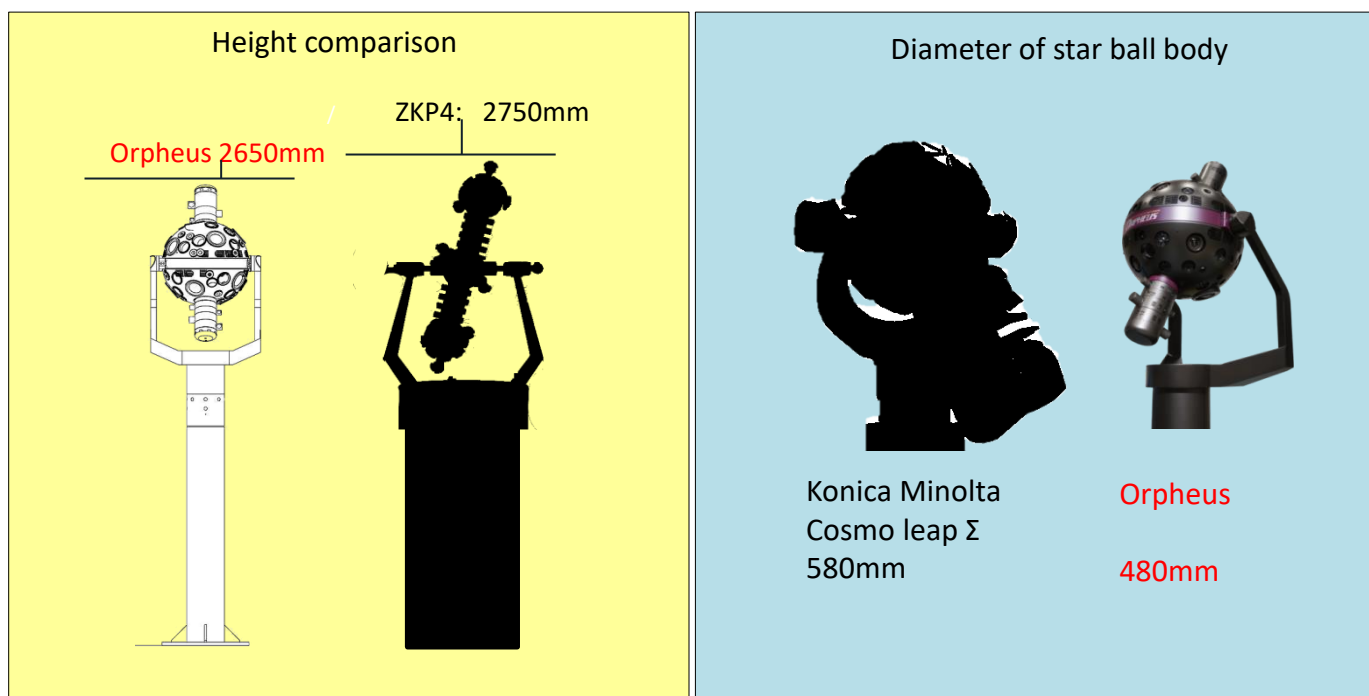 Height comparison
ZKP4: 2750mm
Orpheus 2650mm
Diameter of star ball body
Konica Minolta
Cosmo leap Σ
580mm
Orpheus
480mm